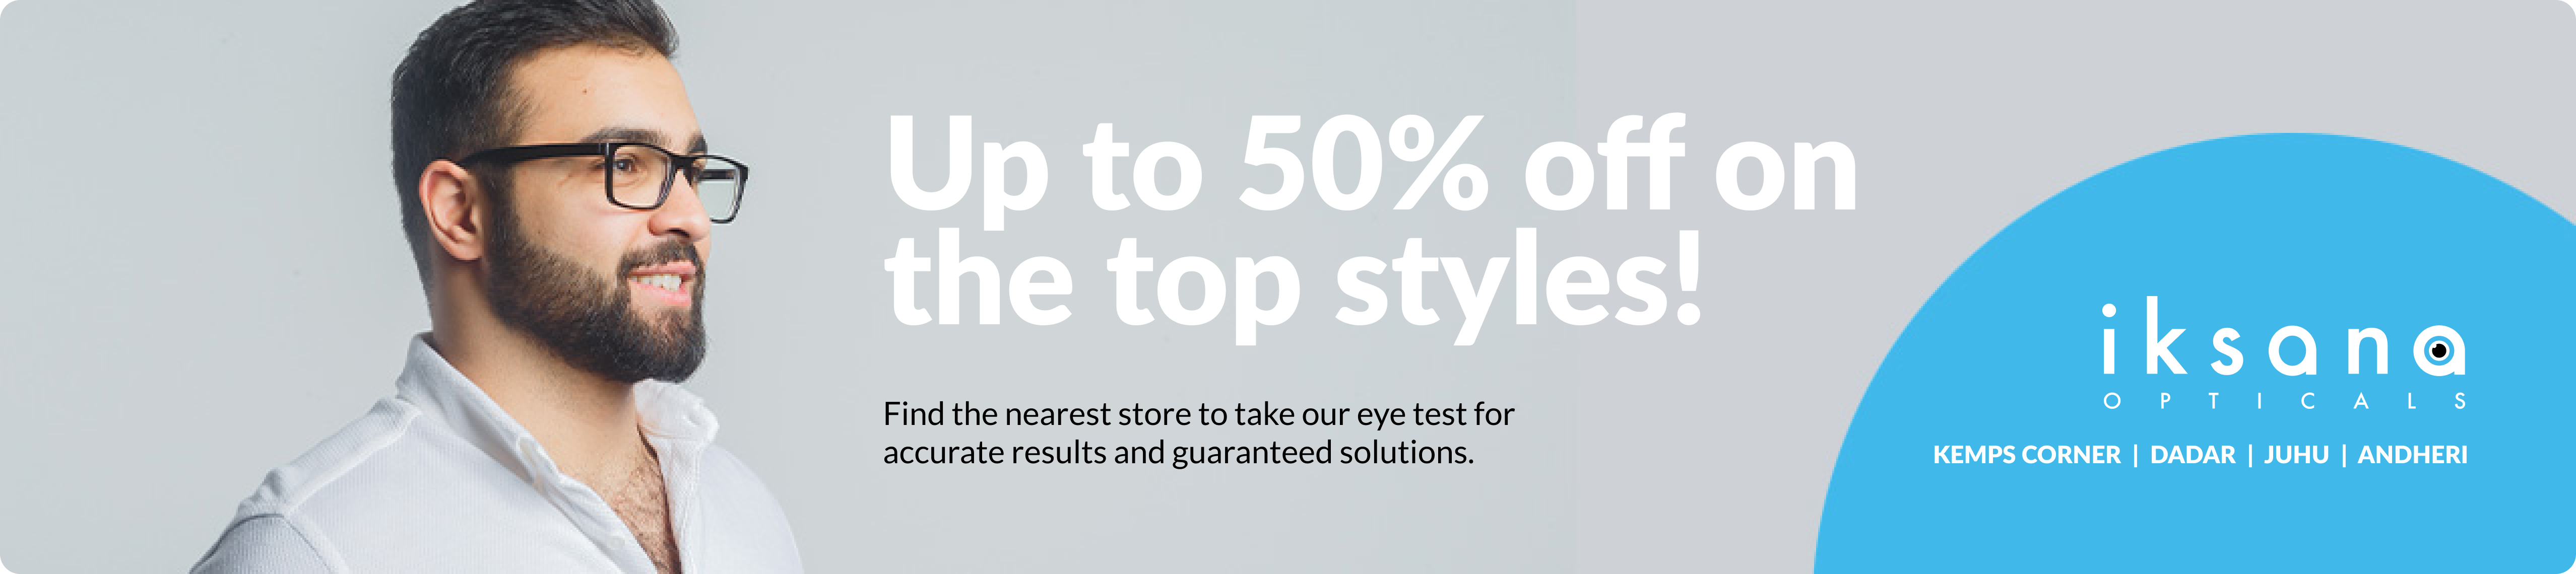 Up to 50% off on
the top styles!
Find the nearest store to take our eye test for
accurate results and guaranteed solutions.
iksana
OPTICALS
KEMPS CORNER | DADAR | JUHU | ANDHERI